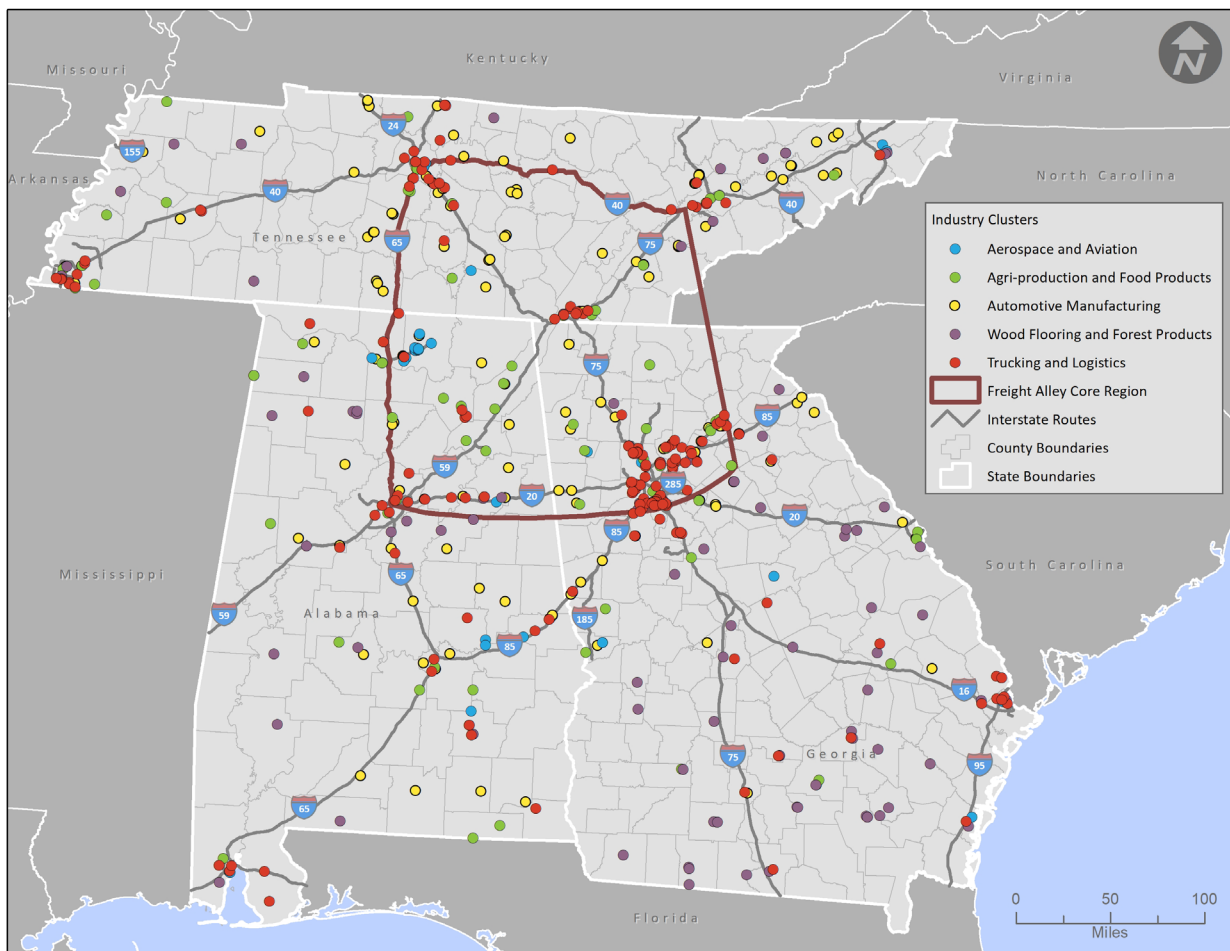 Missouri
Kentucky
Virginia
N
24
155
Arkansas
40
North Carolina
40
40
Tennessee
65
75
Industry Clusters
Aerospace and Aviation
Agri-production and Food Products
Automotive Manufacturing
Wood Flooring and Forest Products
Trucking and Logistics
Freight Alley Core Region
Interstate Routes
County Boundaries
State Boundaries
75
85
59
285
20
20
85
South Carolina
Mississippi
65
59
Alabama
185
85
16
75
Georgia
95
65
0
50
100
Miles
Florida